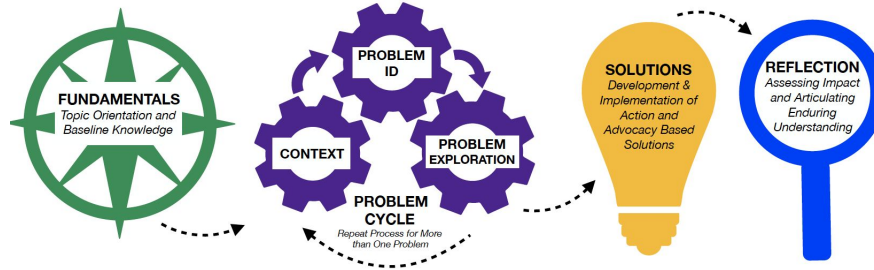 FUNDAMENTALS
Topic Orientation and
Baseline Knowledge
PROBLEM
ID
CONTEXT
PROBLEM
EXPLORATION
PROBLEM
CYCLE
Repeat Process for More
than One Problem
SOLUTIONS
Development &
Implementation of
Action and
Advocacy Based
Solutions
REFLECTION
Assessing Impact
and Articulating
Enduring
Understanding